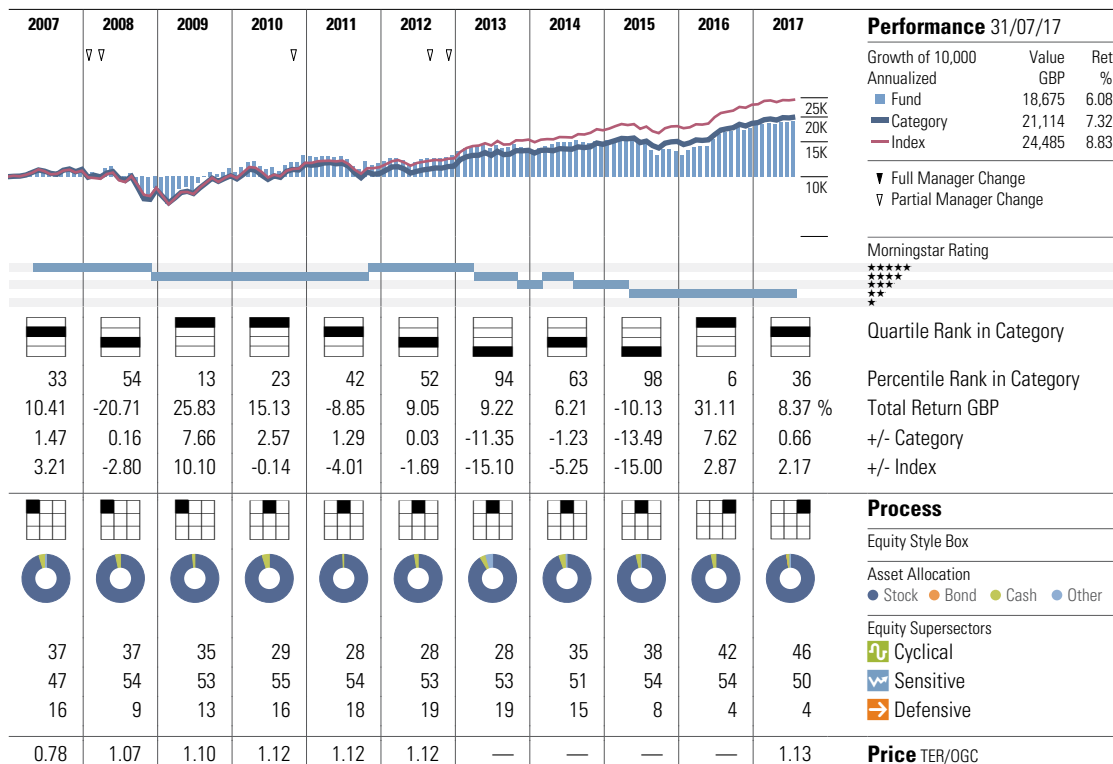 2007 2008 2009 2010 2011 2012 2013 2014 2015 2016 2017
Performance 31/07/17
Growth of 10,000 Value Ret
Annualized GBP %
Fund 18,675 6.08
Category 21,114 7.32
Index 24,485 8.83
▼ Full Manager Change
▽ Partial Manager Change
25K
20K
15K
10K
Morningstar Rating
★★★★★
★★★★
★★★
★★
★
Quartile Rank in Category
33 54 13 23 42 52 94 63 98 6 36 Percentile Rank in Category
10.41 -20.71 25.83 15.13 -8.85 9.05 9.22 6.21 -10.13 31.11 8.37 % Total Return GBP
1.47 0.16 7.66 2.57 1.29 0.03 -11.35 -1.23 -13.49 7.62 0.66 +/- Category
3.21 -2.80 10.10 -0.14 -4.01 -1.69 -15.10 -5.25 -15.00 2.87 2.17 +/- Index
Process
Equity Style Box
Asset Allocation
Stock Bond Cash Other
Equity Supersectors
37 37 35 29 28 28 28 35 38 42 46 Cyclical
47 54 53 55 54 53 53 51 54 54 50 Sensitive
16 9 13 16 18 19 19 15 8 4 4 Defensive
0.78 1.07 1.10 1.12 1.12 1.12 — — — — 1.13 Price TER/OGC